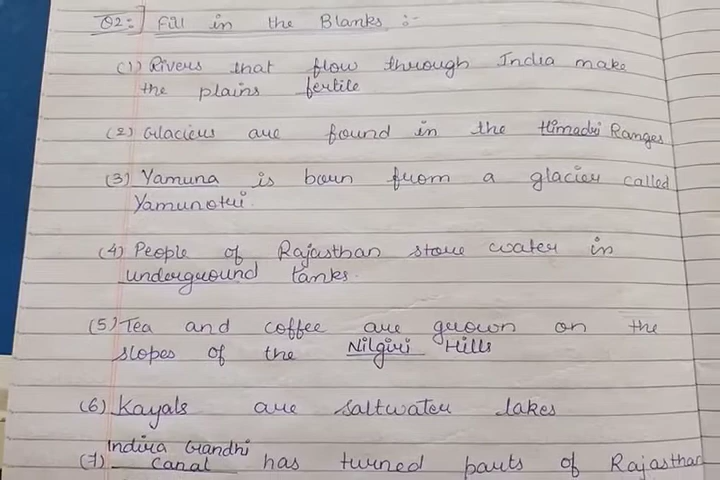 Q2:-] Fill in the Blanks :-
(1) Rivers that flow through India make
the plains fertile
(2) Glaciers are found in the Himadri Ranges
(3) Yamuna is born from a glacier called
Yamunotri.
(4) People of Rajasthan store water in
underground tanks.
(5) Tea and coffee are grown on the
slopes of the Nilgiri Hills
(6) Kayals are saltwater lakes
Indira Gandhi
(7) Canal has turned parts of Rajasthan